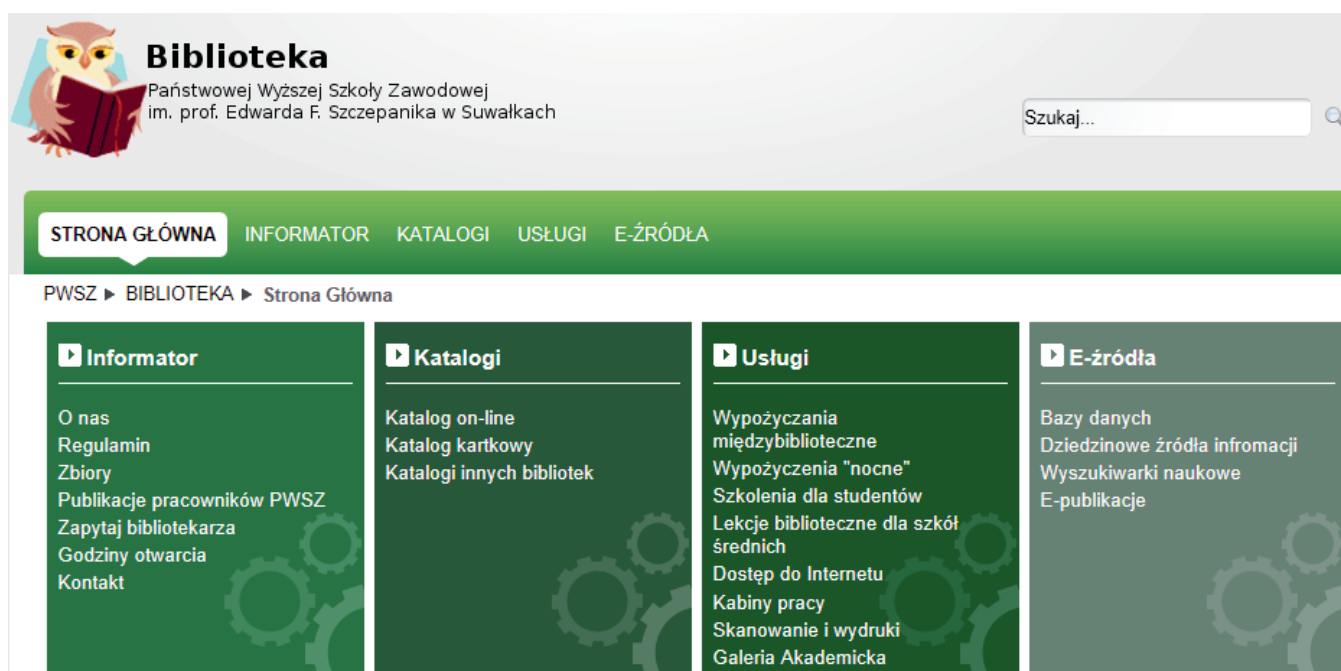 Biblioteka
Państwowej Wyższej Szkoły Zawodowej
im. prof. Edwarda F. Szczepanika w Suwałkach
Szukaj...
STRONA GŁÓWNA INFORMATOR KATALOGI USŁUGI E-ŹRÓDŁA
PWSZ BIBLIOTEKA Strona Główna
Informator
O nas
Regulamin
Zbiory
Publikacje pracowników PWSZ
Zapytaj bibliotekarza
Godziny otwarcia
Kontakt
Katalogi
Katalog on-line
Katalog kartkowy
Katalogi innych bibliotek
Usługi
Wypożyczania
międzybiblioteczne
Wypożyczenia "nocne"
Szkolenia dla studentów
Lekcje biblioteczne dla szkół
średnich
Dostęp do Internetu
Kabiny pracy
Skanowanie i wydruki
Galeria Akademicka
E-źródła
Bazy danych
Dziedzinowe źródła infromacji
Wyszukiwarki naukowe
E-publikacje